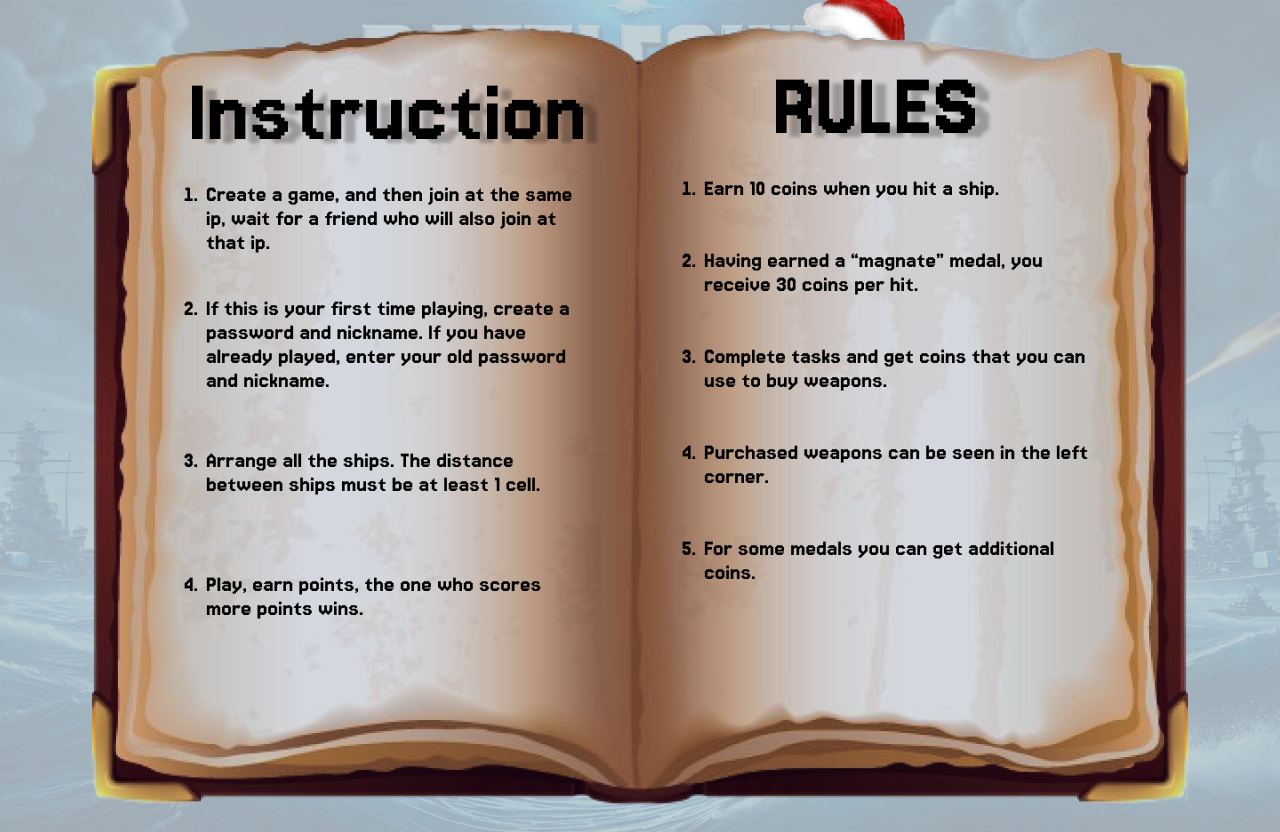 Instruction
1. Create a game, and then join at the same
ip, wait for a friend who will also join at
that ip.
2. If this is your first time playing, create a
password and nickname. If you have
already played, enter your old password
and nickname.
3. Arrange all the ships. The distance
between ships must be at least 1 cell.
4. Play, earn points, the one who scores
more points wins.
RULES
1. Earn 10 coins when you hit a ship.
2. Having earned a “magnate” medal, you
receive 30 coins per hit.
3. Complete tasks and get coins that you can
use to buy weapons.
4. Purchased weapons can be seen in the left
corner.
5. For some medals you can get additional
coins.